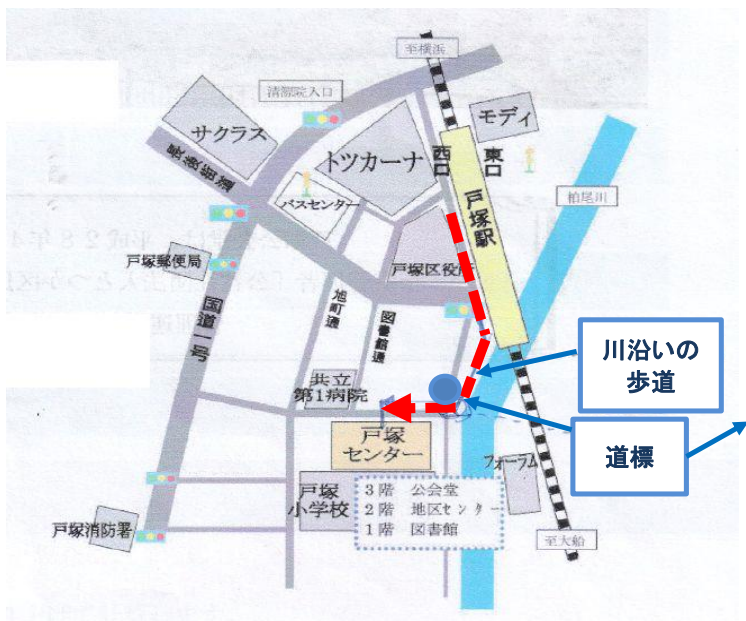 至横浜
清源院入口
サクラス
モディ
トツカーナ
西口
東口
長後街道
柏尾川
バスセンター
戸塚駅
戸塚郵便局
戸塚区役所
国道一号
旭町通
図書館通
川沿いの
歩道
共立
第1病院
道標
戸塚
センター
フォーラム
戸塚
小学校
3階 公会堂
2階 地区センター
1階 図書館
戸塚消防署
至大船